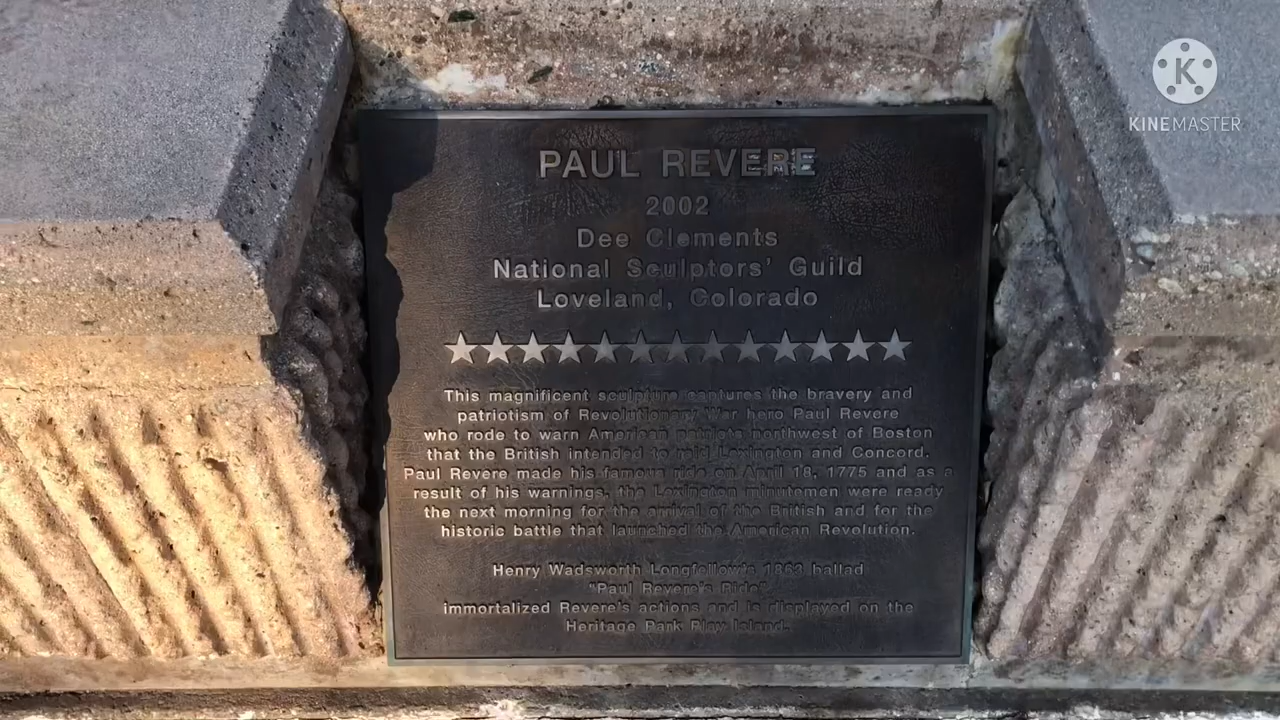 PAUL REVERE
2002
Dee Clements
National Sculptors' Guild
Loveland, Colorado
This magnificent sculpture captures the bravery and
patriotism of Revolutionary War hero Paul Revere
who rode to warn American patriots northwest of Boston
that the British intended to raid Lexington and Concord.
Paul Revere made his famous ride on April 18, 1775 and as a
result of his warnings, the Lexington minutemen were ready
the next morning for the arrival of the British and for the
historic battle that launched the American Revolution.
Henry Wadsworth Longfellow's 1863 ballad
"Paul Revere's Ride"
immortalized Revere's actions and is displayed on the
Heritage Park Play Island.
K
KINEMASTER